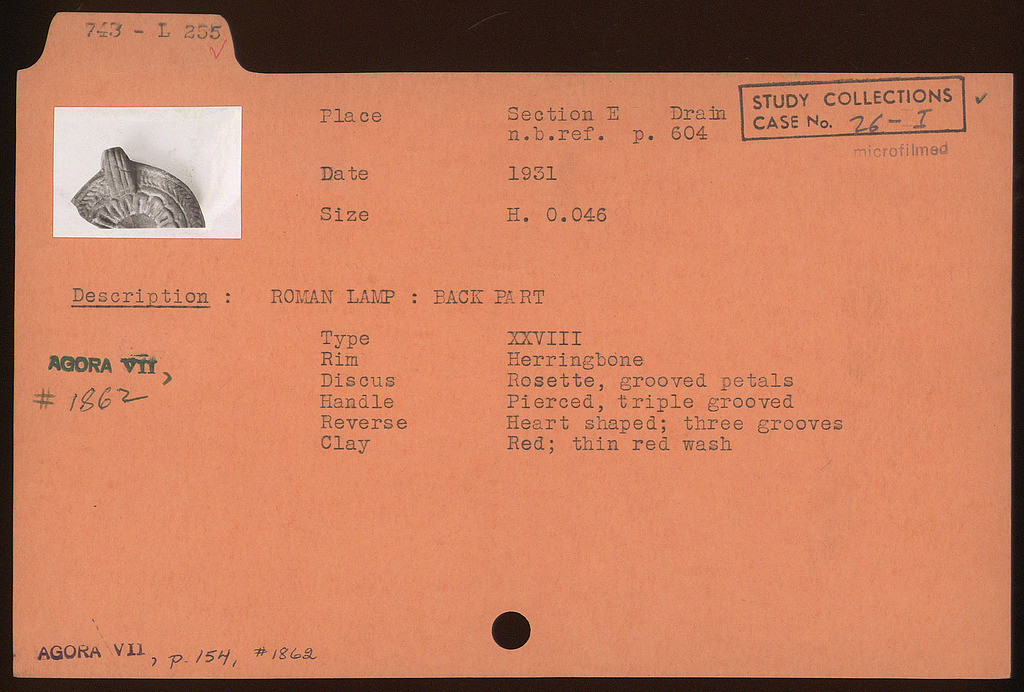 743 - L 255
Place Section E Drain
n.b.ref. p. 604
STUDY COLLECTIONS
CASE No. 26-I
microfilmed
Date 1931
Size H. 0.046
Description : ROMAN LAMP : BACK PART
Type XXVIII
Rim Herringbone
Discus Rosette, grooved petals
Handle Pierced, triple grooved
Reverse Heart shaped; three grooves
Clay Red; thin red wash
AGORA VII,
# 1862
AGORA VII, p. 154, #1862